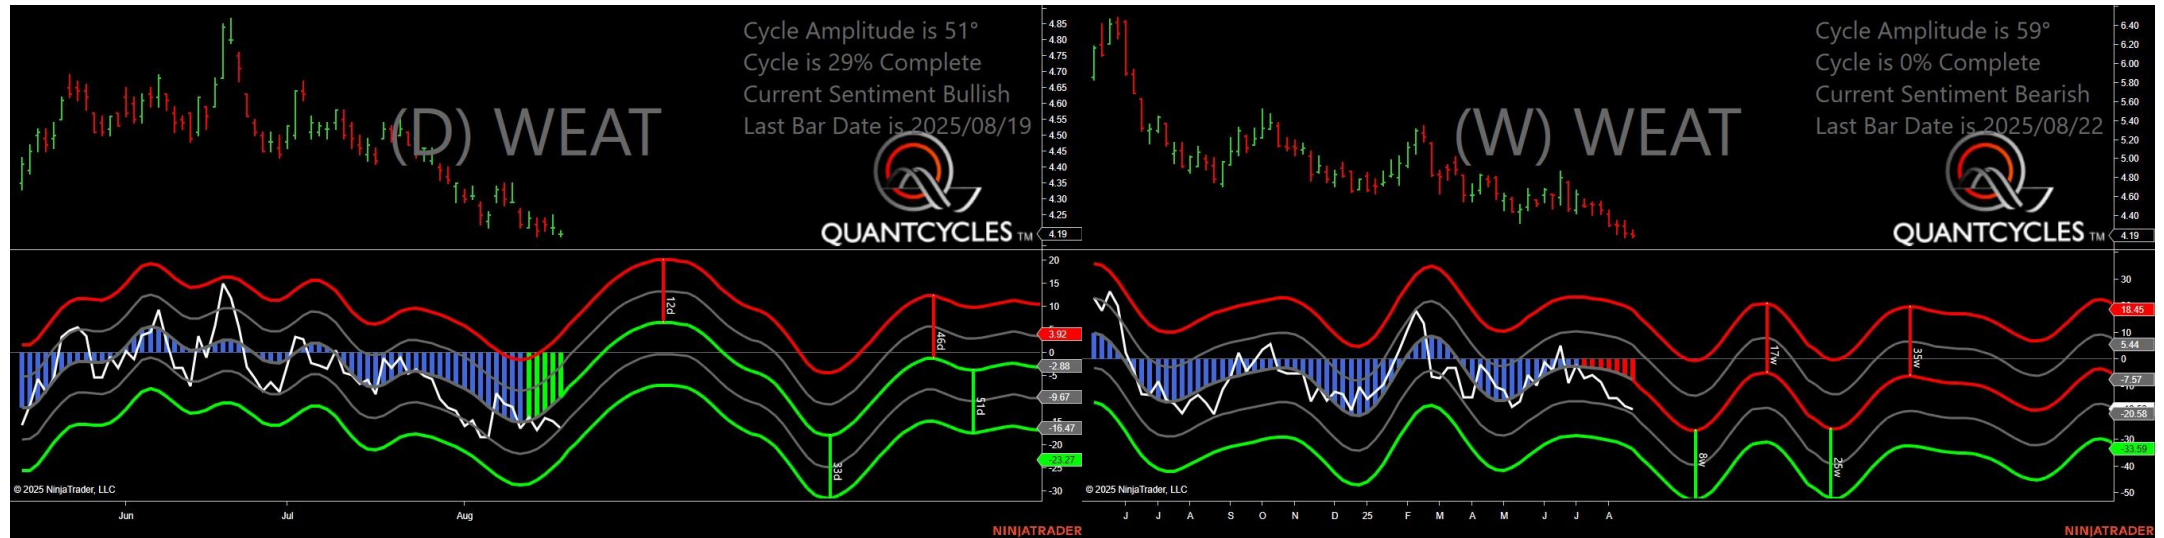 Cycle Amplitude is 51°
Cycle is 29% Complete
Current Sentiment Bullish
Last Bar Date is 2025/08/19
(D) WEAT
QUANTCYCLES TM
4.85
4.80
4.75
4.70
4.65
4.60
4.55
4.50
4.45
4.40
4.35
4.30
4.25
4.19
20
15
10
3.92
0
-2.88
-5
-9.67
-16.47
-20
-23.27
-25
-30
12d
33d
46d
51d
© 2025 NinjaTrader, LLC
Jun
Jul
Aug
NINJATRADER
Cycle Amplitude is 59°
Cycle is 0% Complete
Current Sentiment Bearish
Last Bar Date is 2025/08/22
(W) WEAT
QUANTCYCLES TM
6.40
6.20
6.00
5.80
5.60
5.40
5.20
5.00
4.80
4.60
4.40
4.19
30
18.45
10
5.44
0
-7.57
-20.58
-30
-33.59
-40
-50
8w
17w
25w
35w
© 2025 NinjaTrader, LLC
J
J
A
S
O
N
D
25
F
M
A
M
J
J
A
NINJATRADER